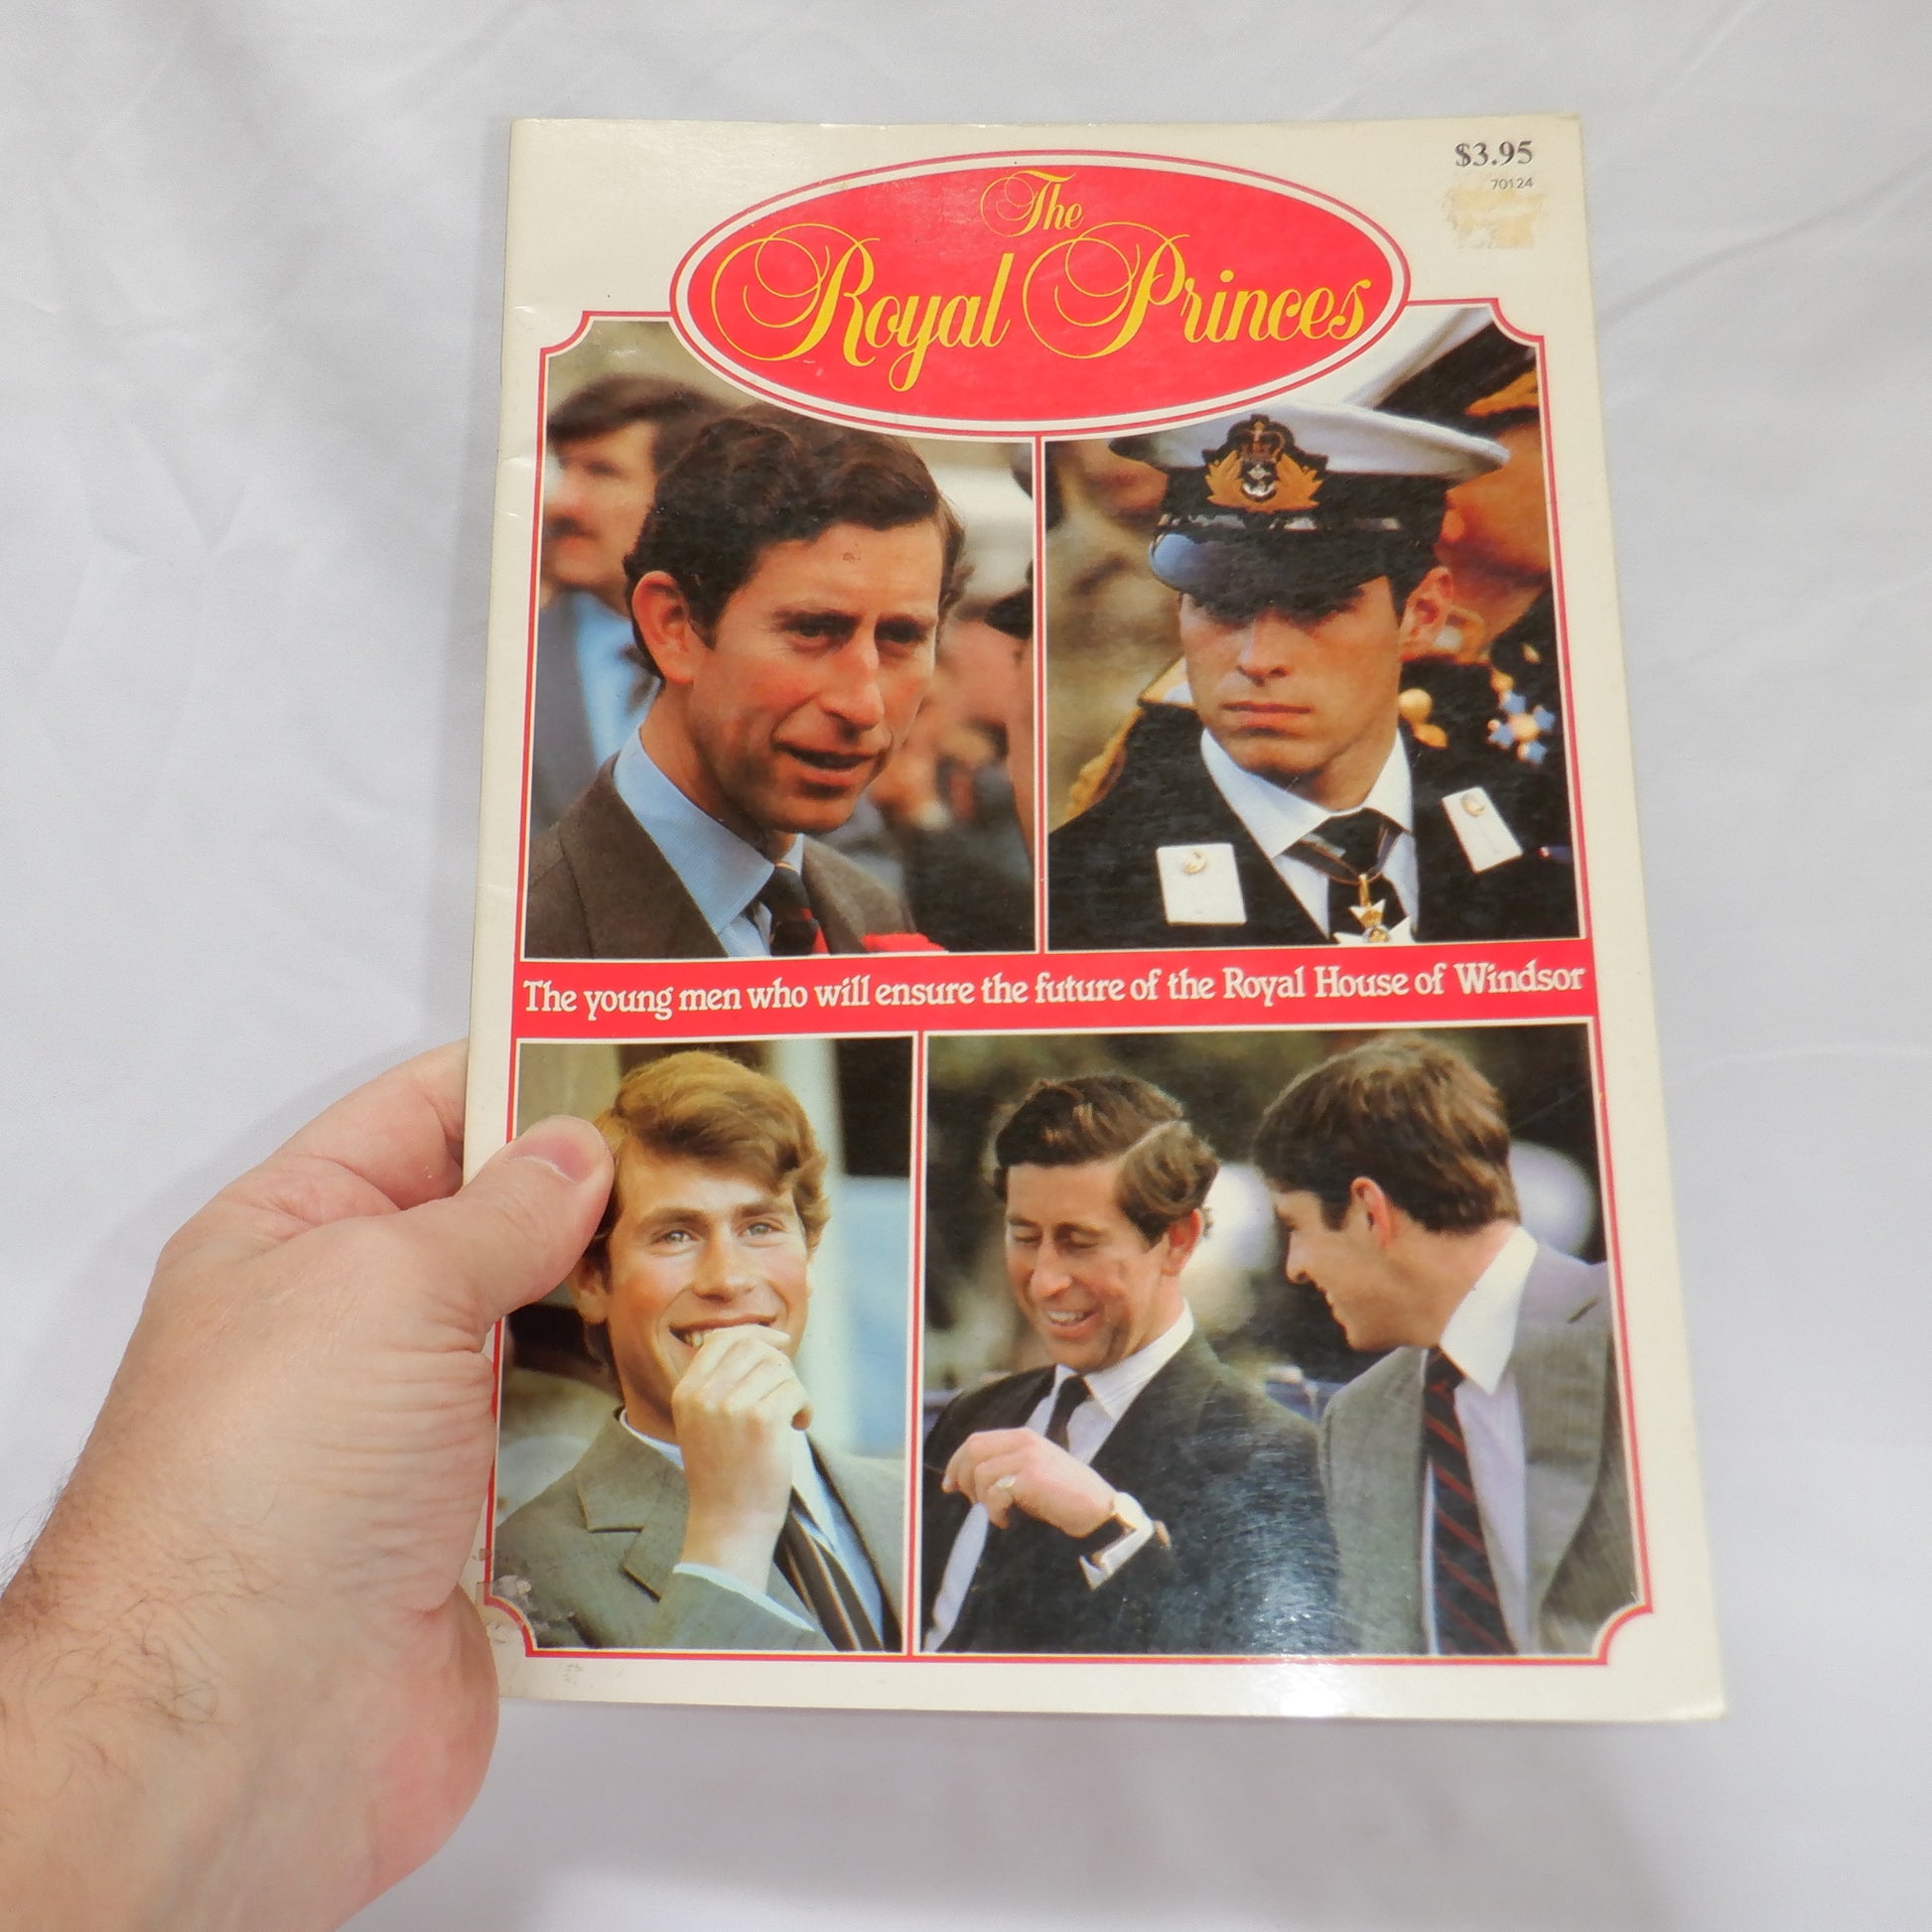 $3.95
70124
The
Royal Princes
The young men who will ensure the future of the Royal House of Windsor